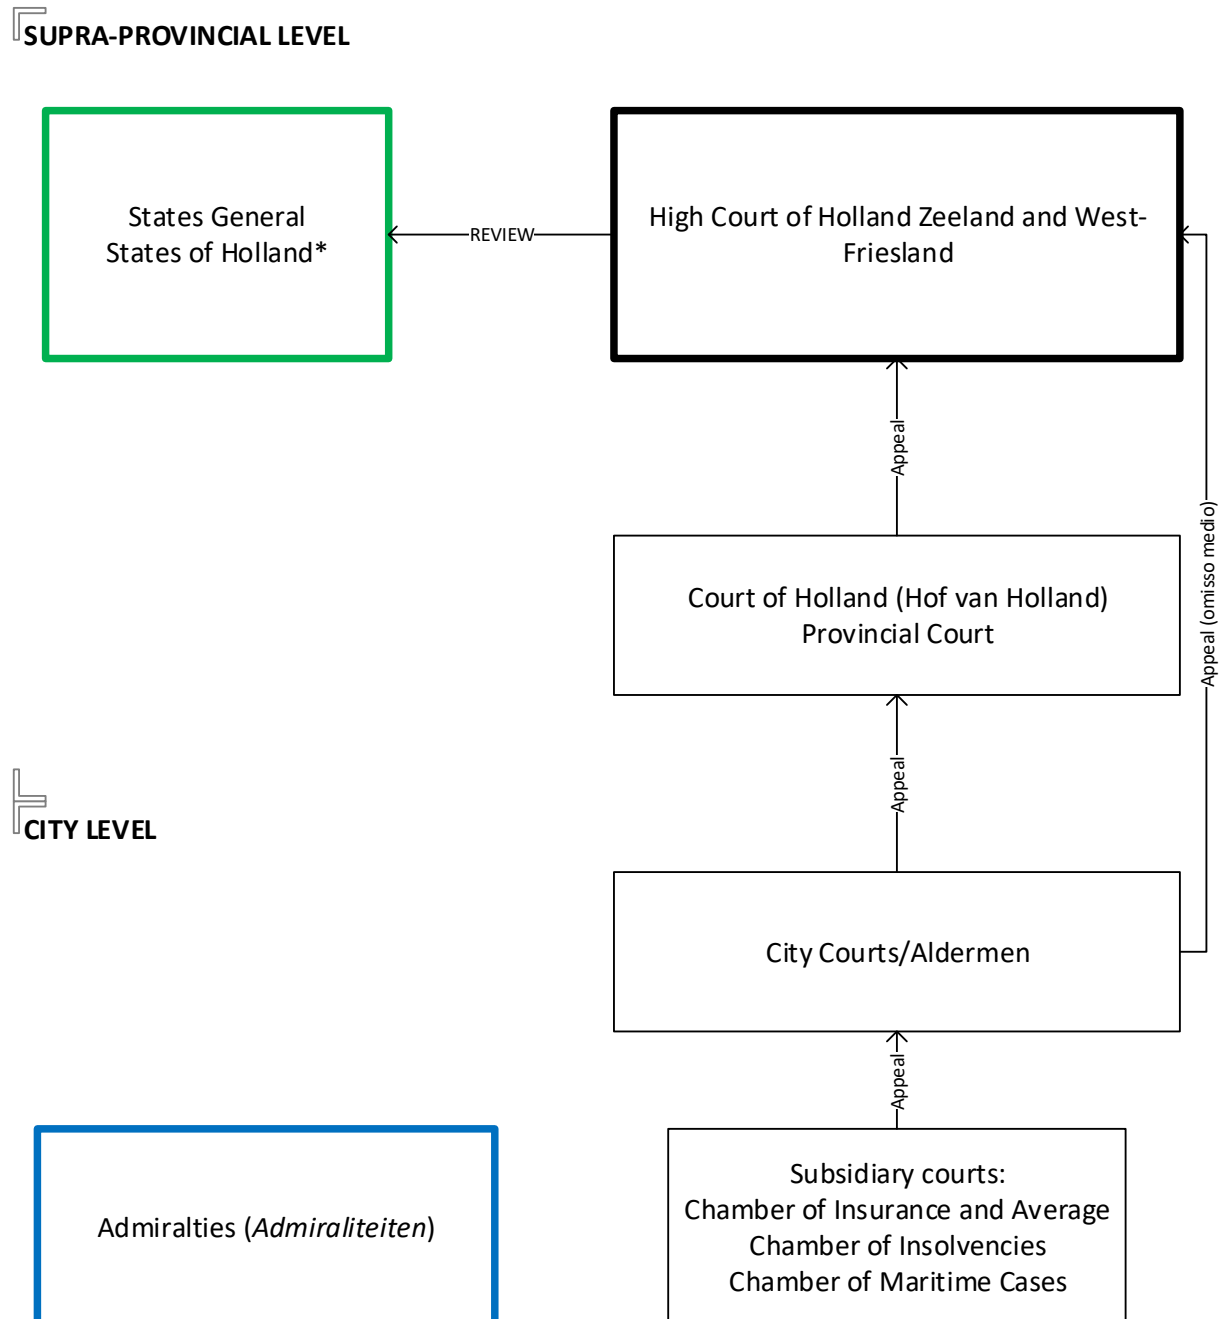 SUPRA-PROVINCIAL LEVEL
States General
States of Holland*
REVIEW
High Court of Holland Zeeland and West-
Friesland
Appeal
Appeal (omisso medio)
Court of Holland (Hof van Holland)
Provincial Court
Appeal
CITY LEVEL
City Courts/Aldermen
Appeal
Admiralties (Admiraliteiten)
Subsidiary courts:
Chamber of Insurance and Average
Chamber of Insolvencies
Chamber of Maritime Cases